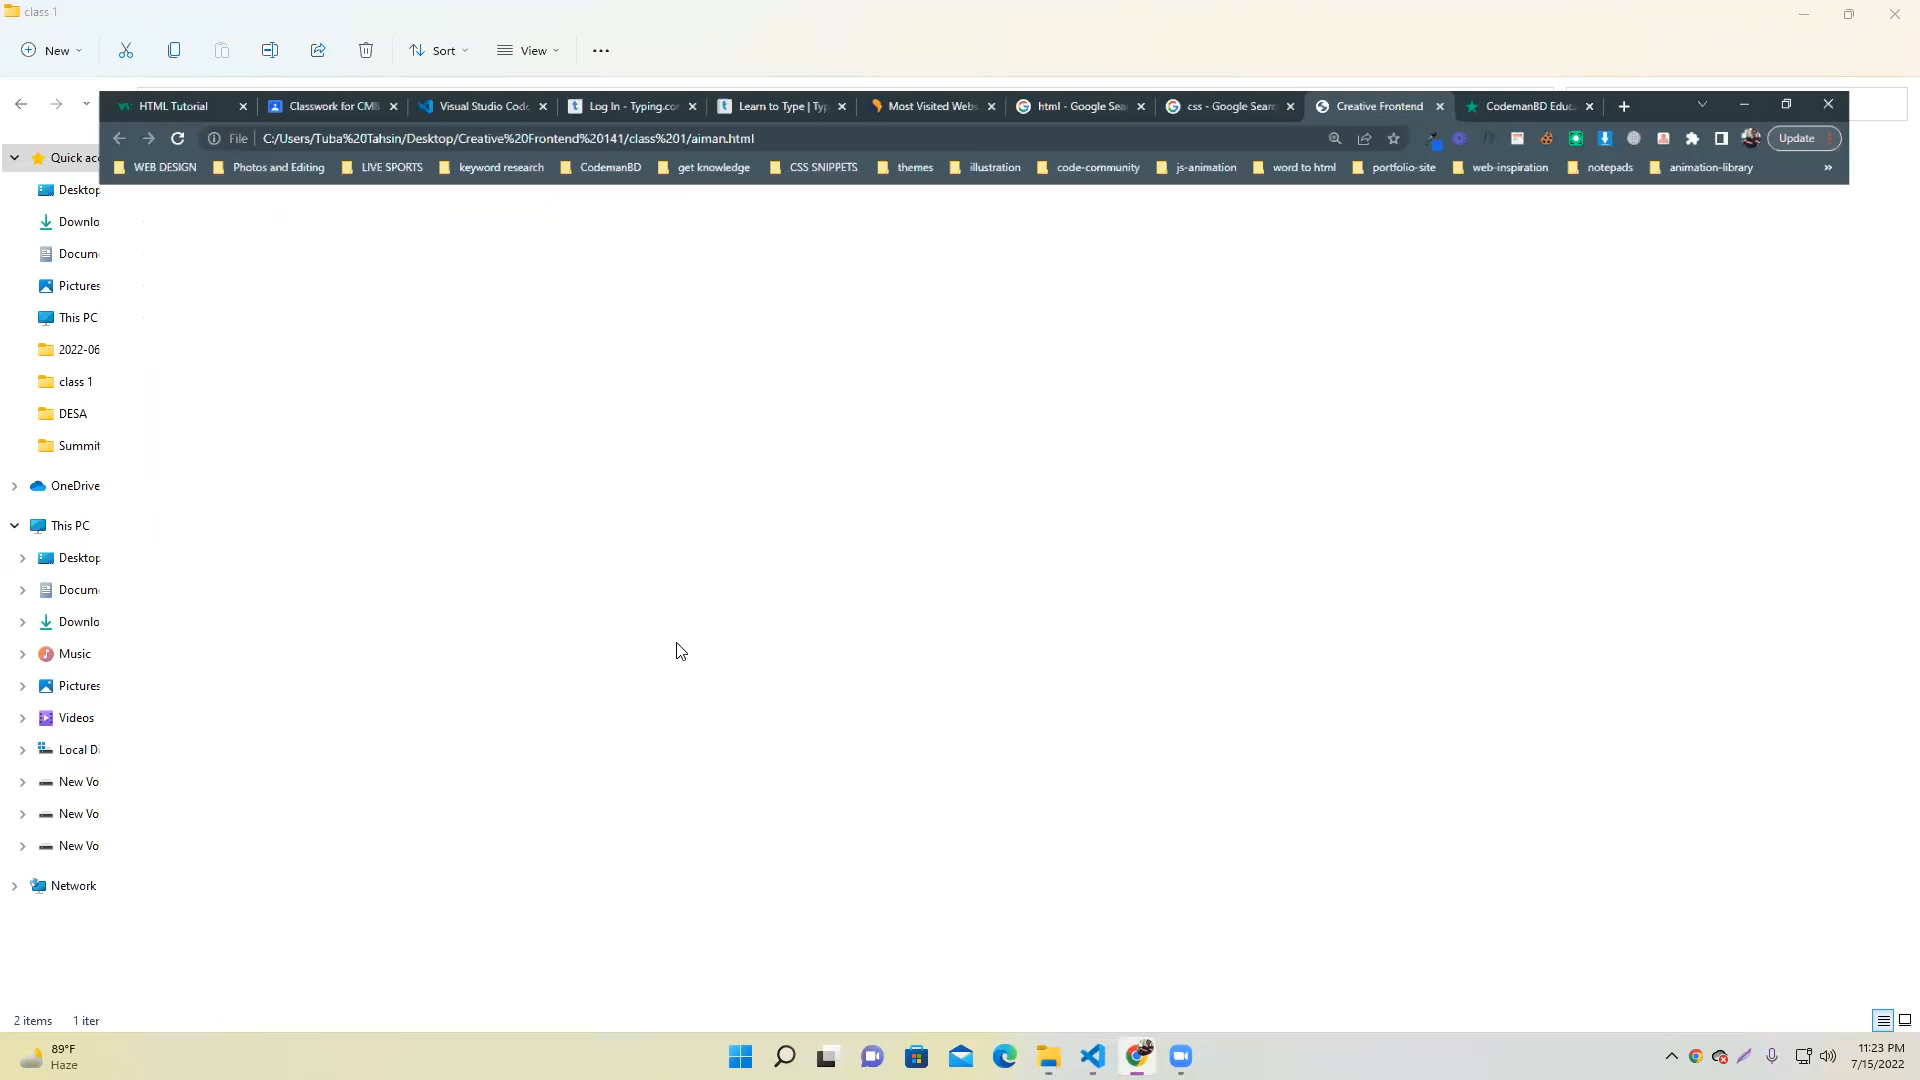 class 1
New
Sort
View
HTML Tutorial
Classwork for CMB
Visual Studio Code
Log In - Typing.co
Learn to Type | Typ
Most Visited Webs
html - Google Sear
css - Google Searc
Creative Frontend
CodemanBD Educ
File
C:/Users/Tuba%20Tahsin/Desktop/Creative%20Frontend%20141/class%201/aiman.html
Update
WEB DESIGN
Photos and Editing
LIVE SPORTS
keyword research
CodemanBD
get knowledge
CSS SNIPPETS
themes
illustration
code-community
js-animation
word to html
portfolio-site
web-inspiration
notepads
animation-library
»
Quick acc
Desktop
Downlo
Docume
Pictures
This PC
2022-06
class 1
DESA
Summit
OneDrive
This PC
Desktop
Docume
Downlo
Music
Pictures
Videos
Local Di
New Vo
New Vo
New Vo
Network
2 items
1 iter
89°F
Haze
11:23 PM
7/15/2022